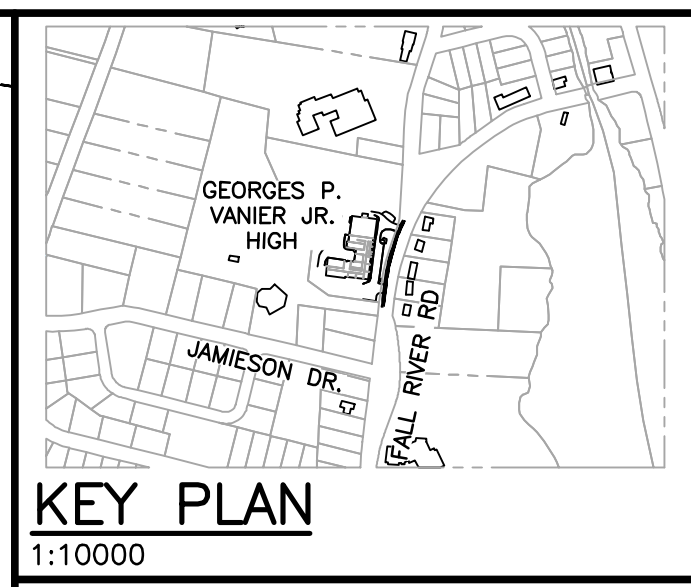 GEORGES P.
VANIER JR.
HIGH
JAMIESON DR.
FALL RIVER RD
KEY PLAN
1:10000